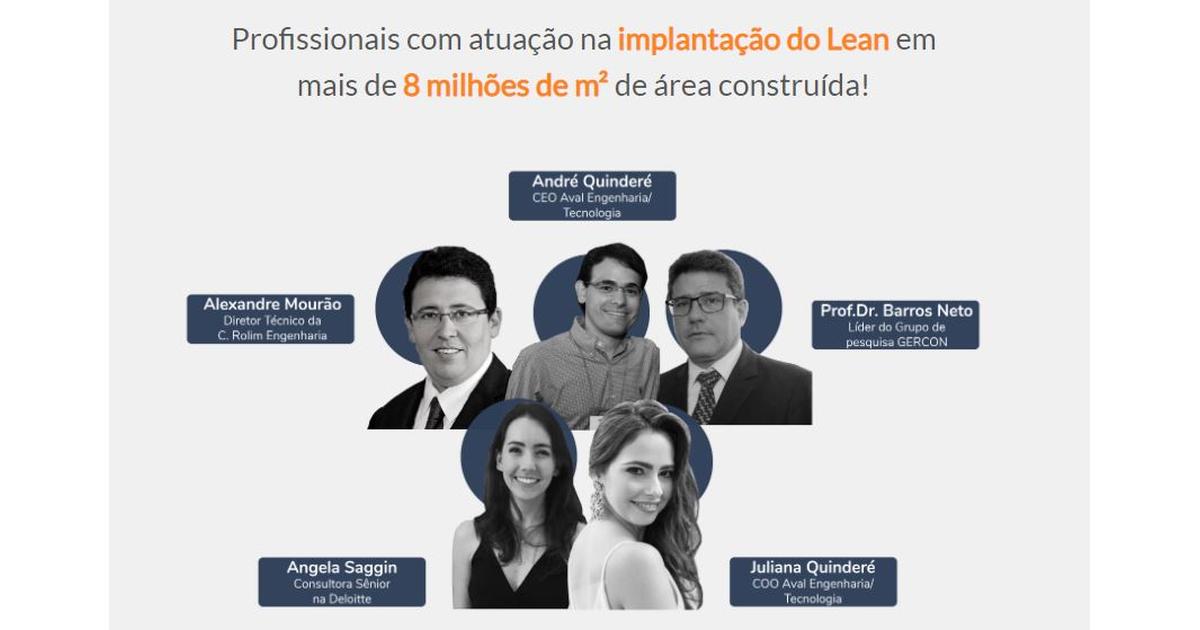 Profissionais com atuação na implantação do Lean em
mais de 8 milhões de m² de área construída!
André Quinderé
CEO Aval Engenharia/
Tecnologia
Alexandre Mourão
Diretor Técnico da
C. Rolim Engenharia
Prof.Dr. Barros Neto
Líder do Grupo de
pesquisa GERCON
Angela Saggin
Consultora Sênior
na Deloitte
Juliana Quinderé
COO Aval Engenharia/
Tecnologia